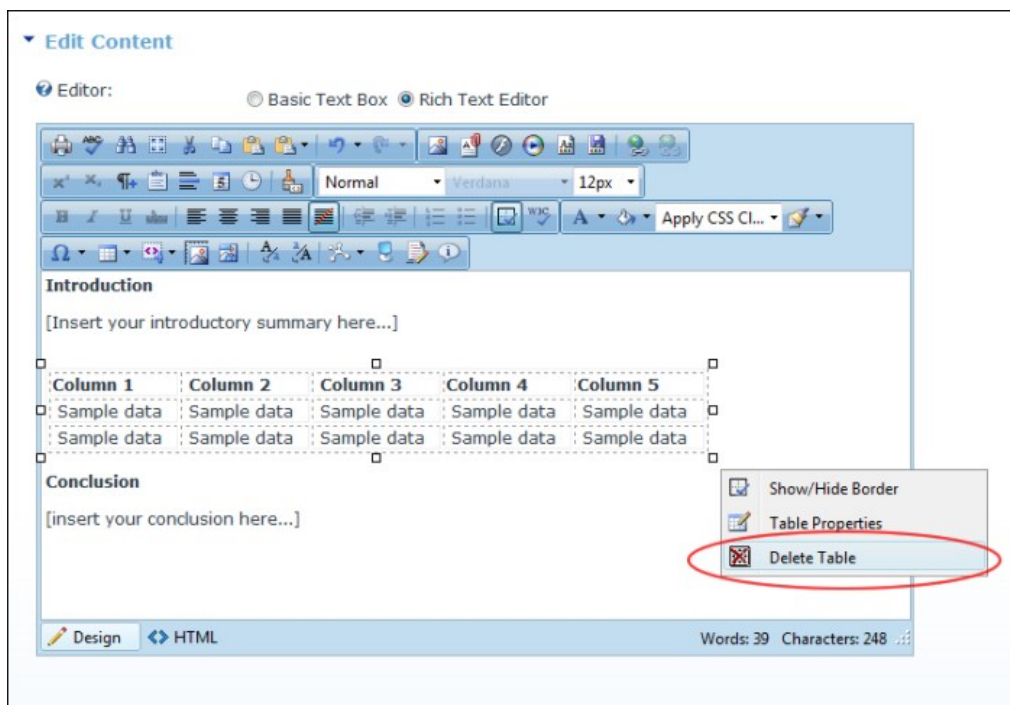 Edit Content
Editor: Basic Text Box Rich Text Editor
Normal Verdana 12px
Apply CSS Cl...
Introduction
[Insert your introductory summary here...]
Column 1 Column 2 Column 3 Column 4 Column 5
Sample data Sample data Sample data Sample data Sample data
Sample data Sample data Sample data Sample data Sample data
Conclusion
[insert your conclusion here...]
Show/Hide Border
Table Properties
Delete Table
Design HTML Words: 39 Characters: 248